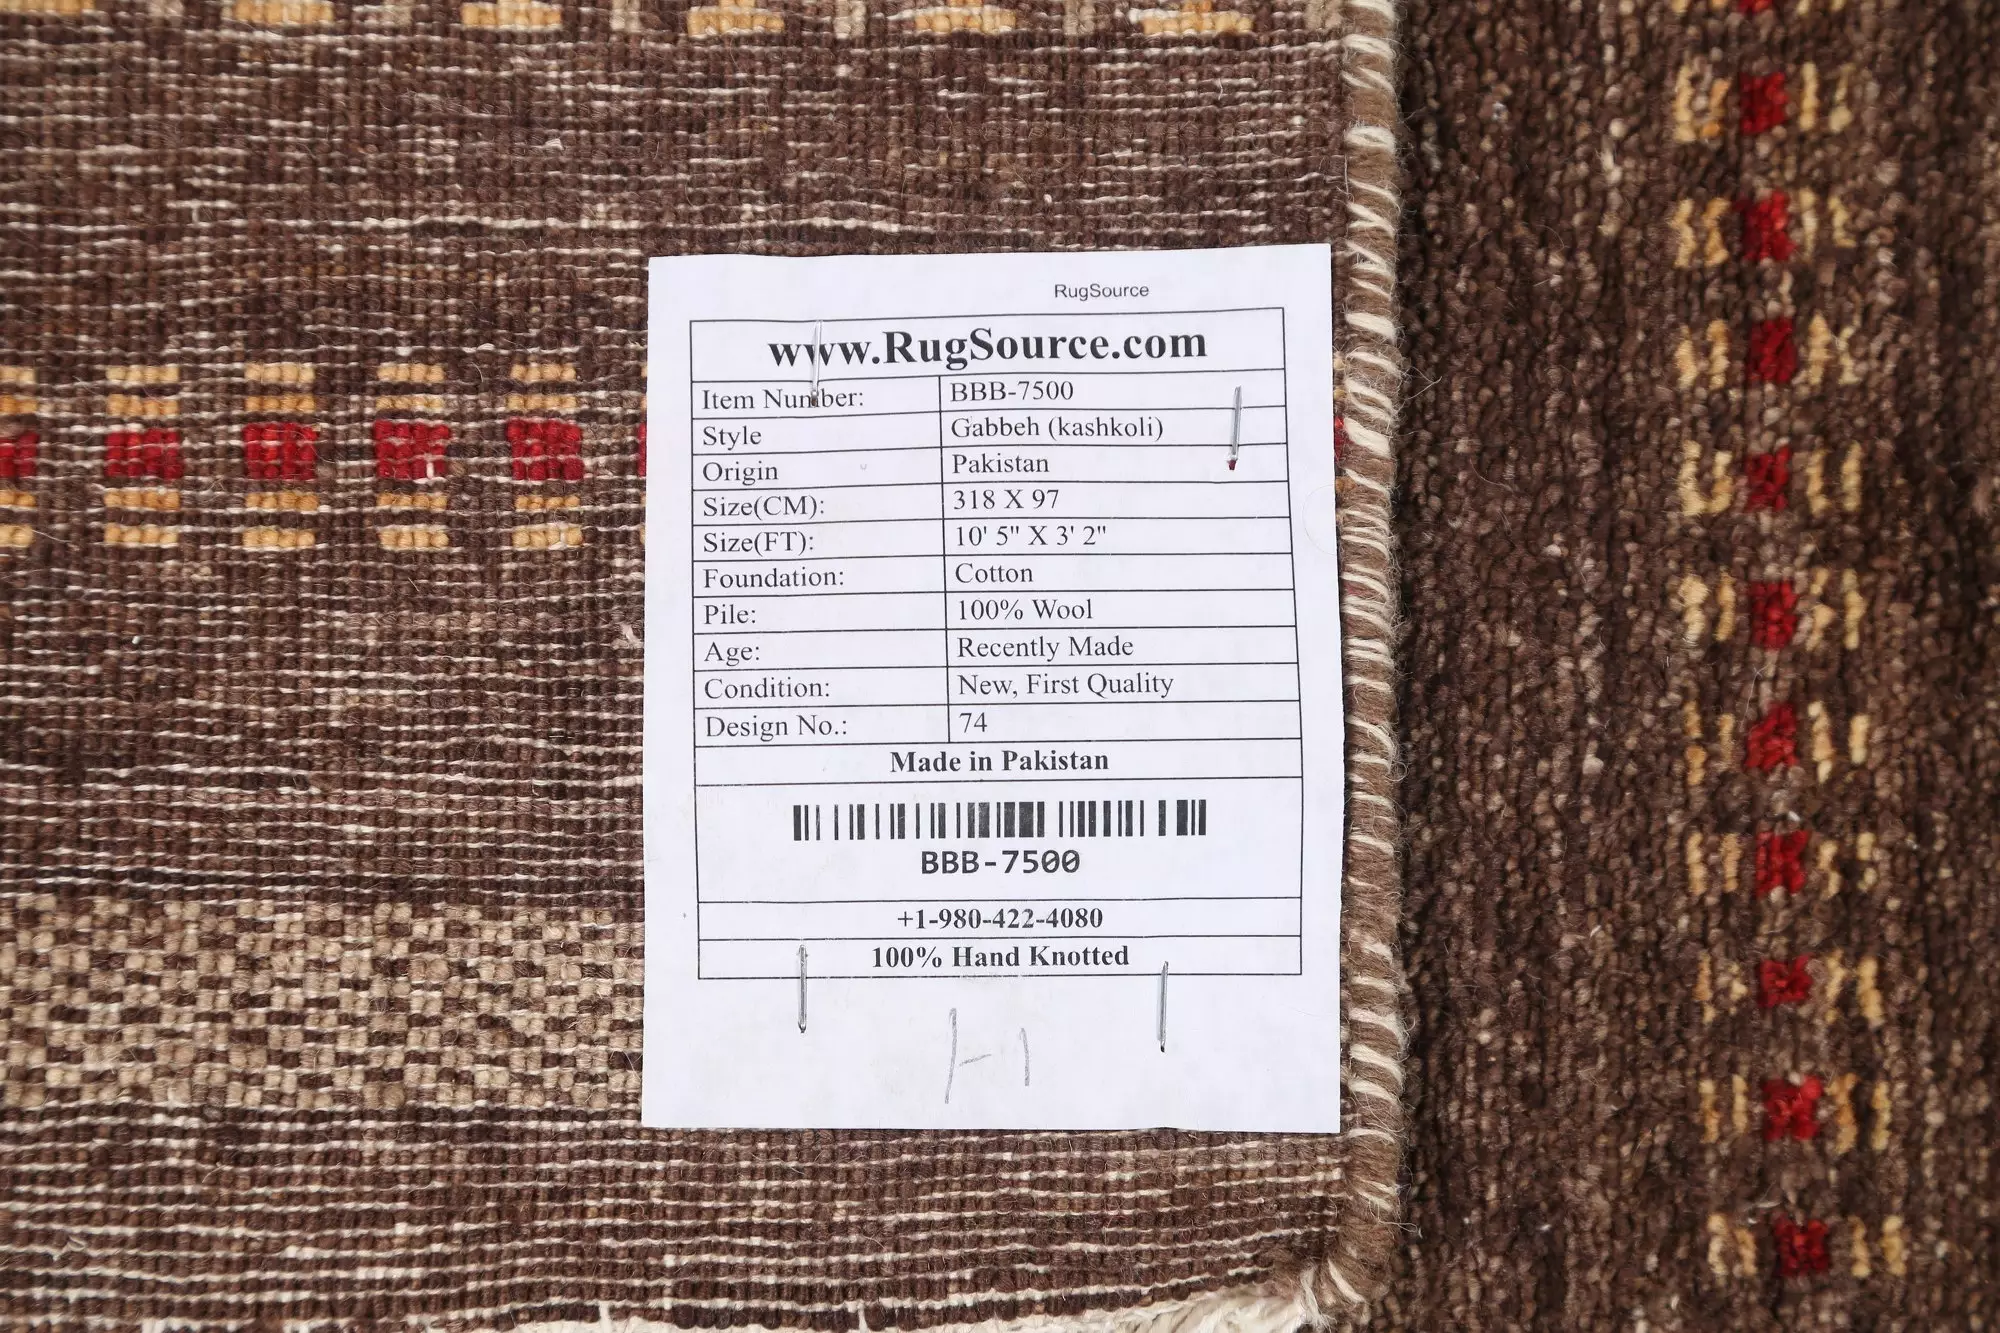 RugSource
www.RugSource.com
Item Number: BBB-7500
Style Gabbeh (kashkoli)
Origin Pakistan
Size(CM): 318 X 97
Size(FT): 10' 5" X 3' 2"
Foundation: Cotton
Pile: 100% Wool
Age: Recently Made
Condition: New, First Quality
Design No.: 74
Made in Pakistan
BBB-7500
+1-980-422-4080
100% Hand Knotted